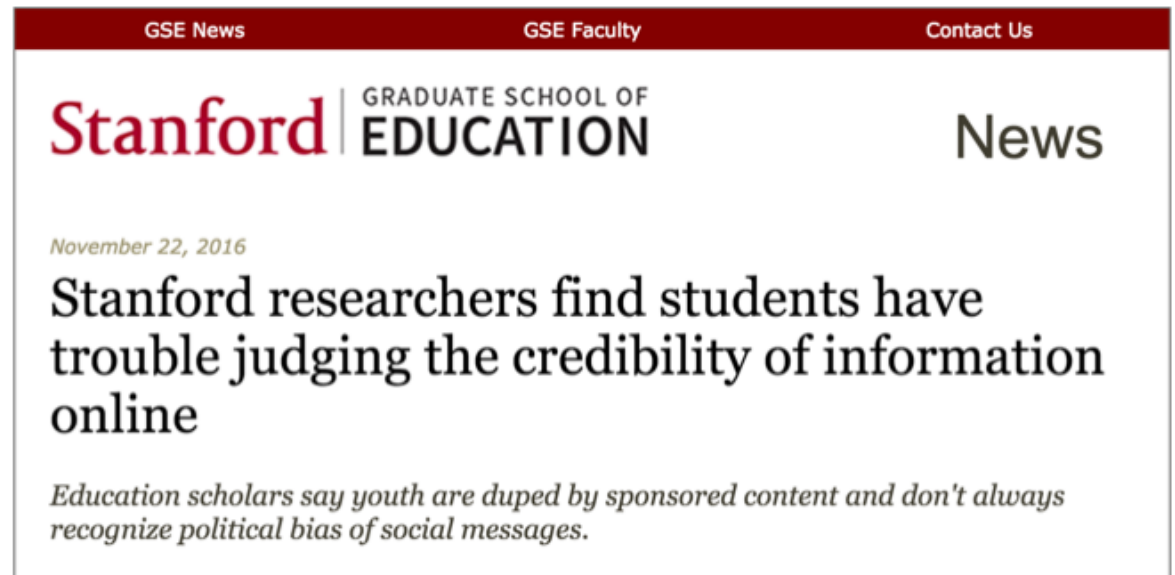 GSE News GSE Faculty Contact Us
Stanford GRADUATE SCHOOL OF
EDUCATION
News
November 22, 2016
Stanford researchers find students have
trouble judging the credibility of information
online
Education scholars say youth are duped by sponsored content and don't always
recognize political bias of social messages.